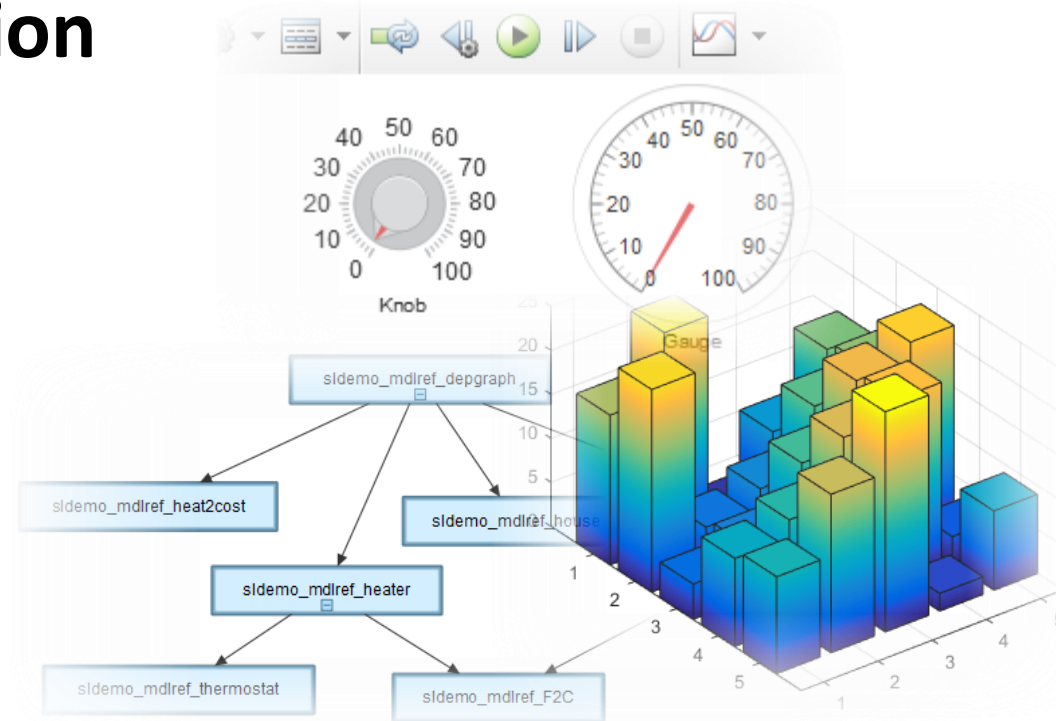 ion
50
40 60
30 70
20 80
10 90
0 100
Knob
50
40 60
30 70
20 80
10 90
0 100
Gauge
25
20
15
10
5
sldemo_mdlref_depgraph
sldemo_mdlref_heat2cost
sldemo_mdlref_house
sldemo_mdlref_heater
sldemo_mdlref_thermostat
sldemo_mdlref_F2C
1
2
3
4
5
1
2
3
4